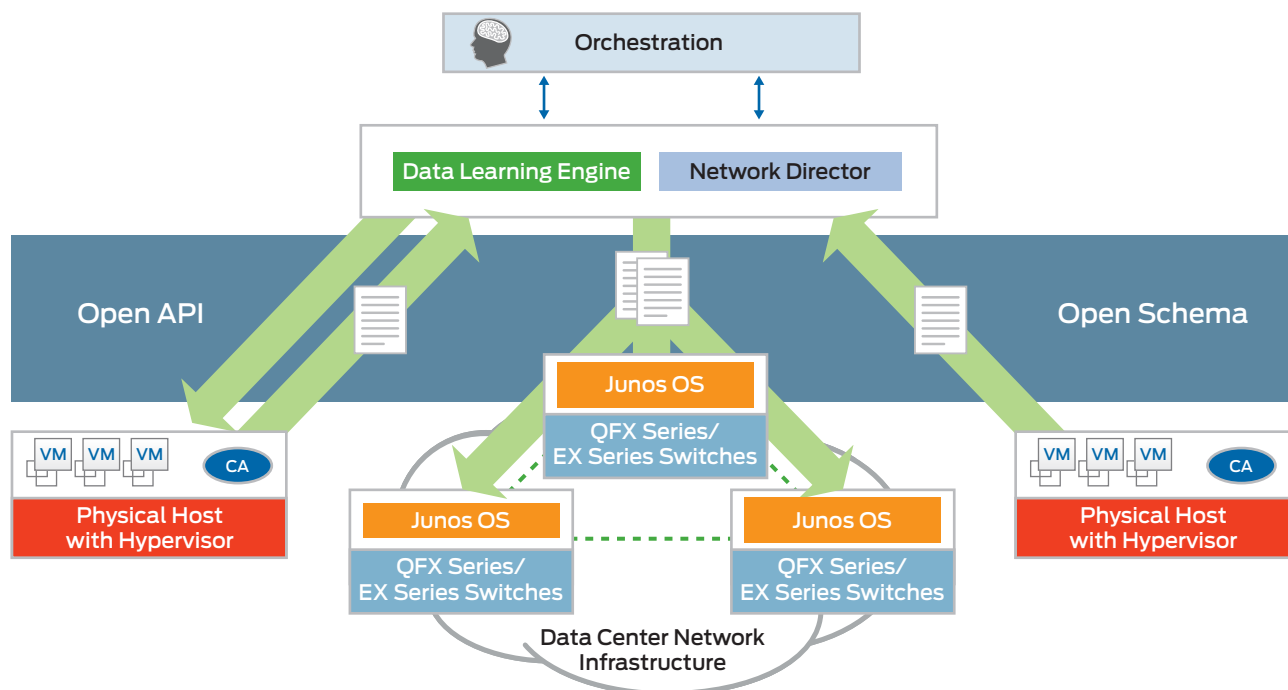 Orchestration
Data Learning Engine
Network Director
Open API
Open Schema
Junos OS
QFX Series/
EX Series Switches
VM VM VM
CA
Physical Host
with Hypervisor
Junos OS
QFX Series/
EX Series Switches
Junos OS
QFX Series/
EX Series Switches
VM VM VM
CA
Physical Host
with Hypervisor
Data Center Network
Infrastructure